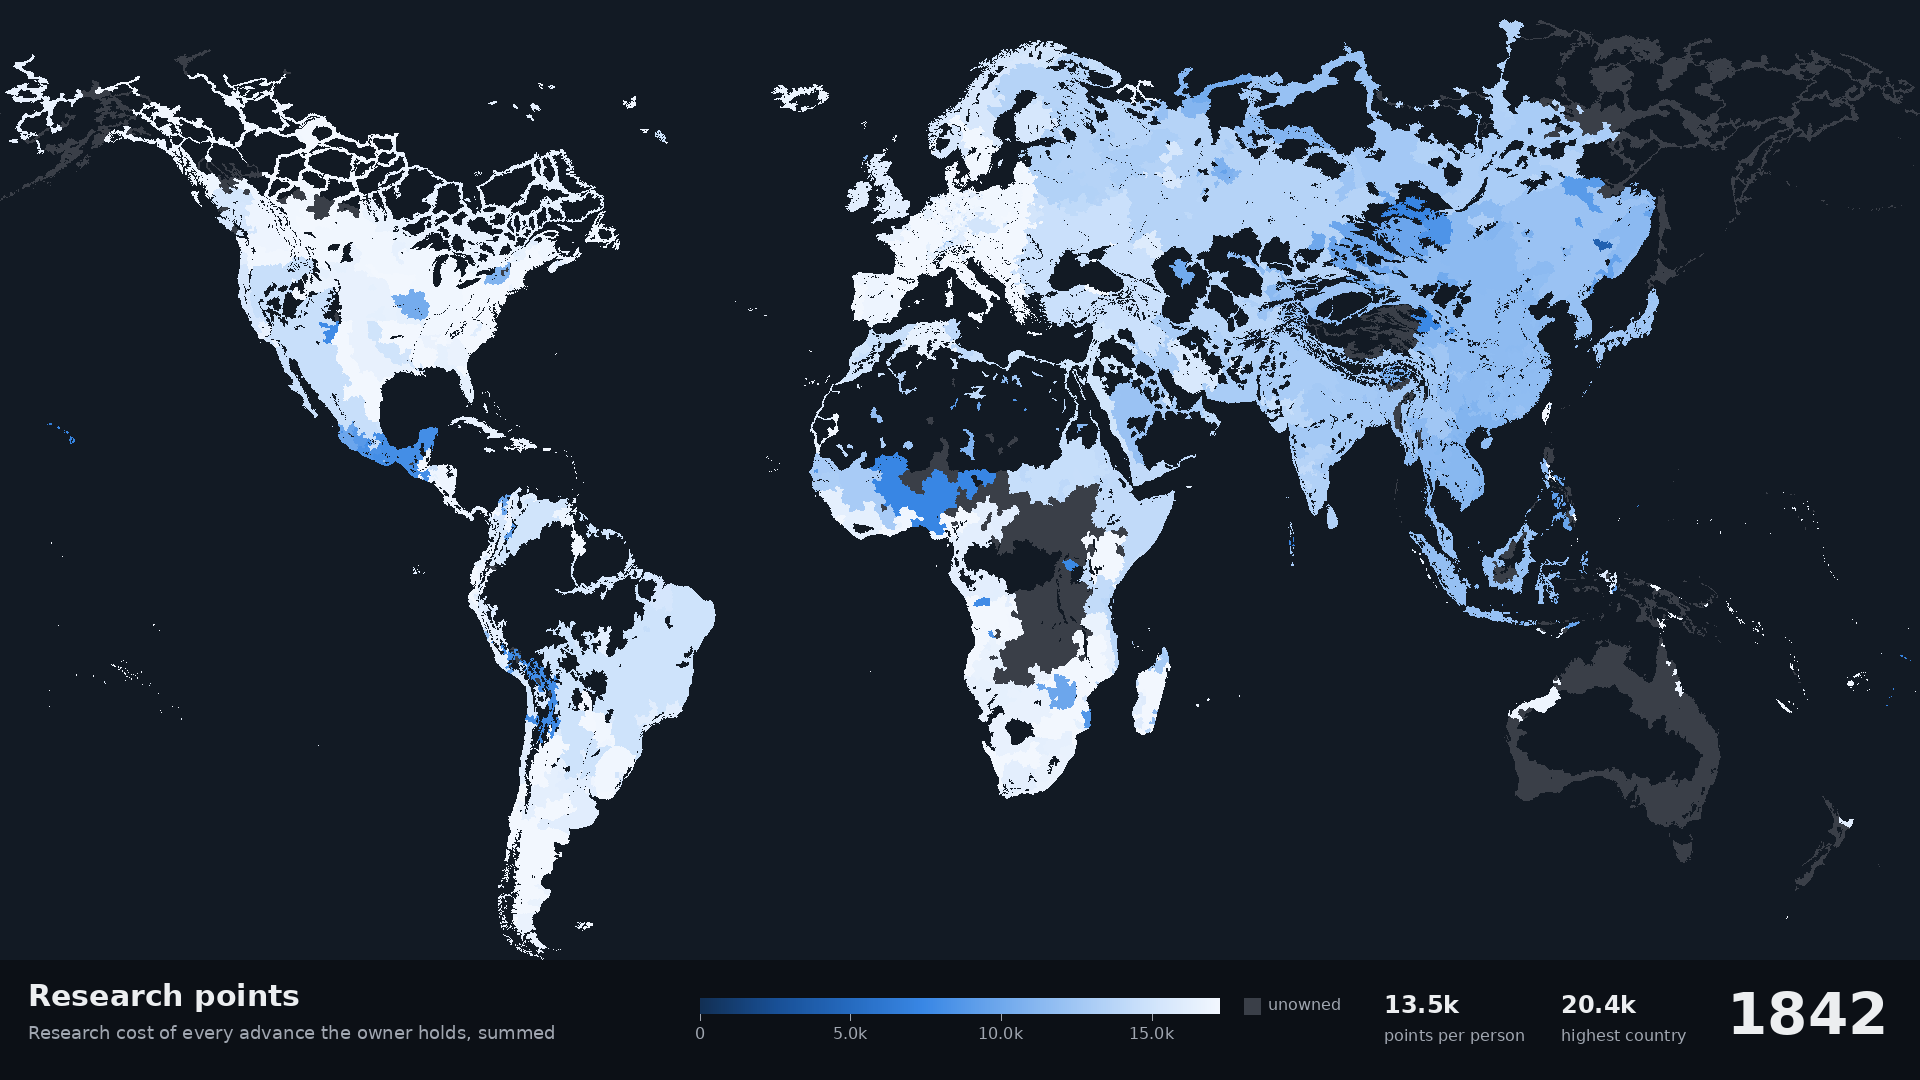 Research points
Research cost of every advance the owner holds, summed
0
5.0k
10.0k
15.0k
unowned
13.5k
points per person
20.4k
highest country
1842